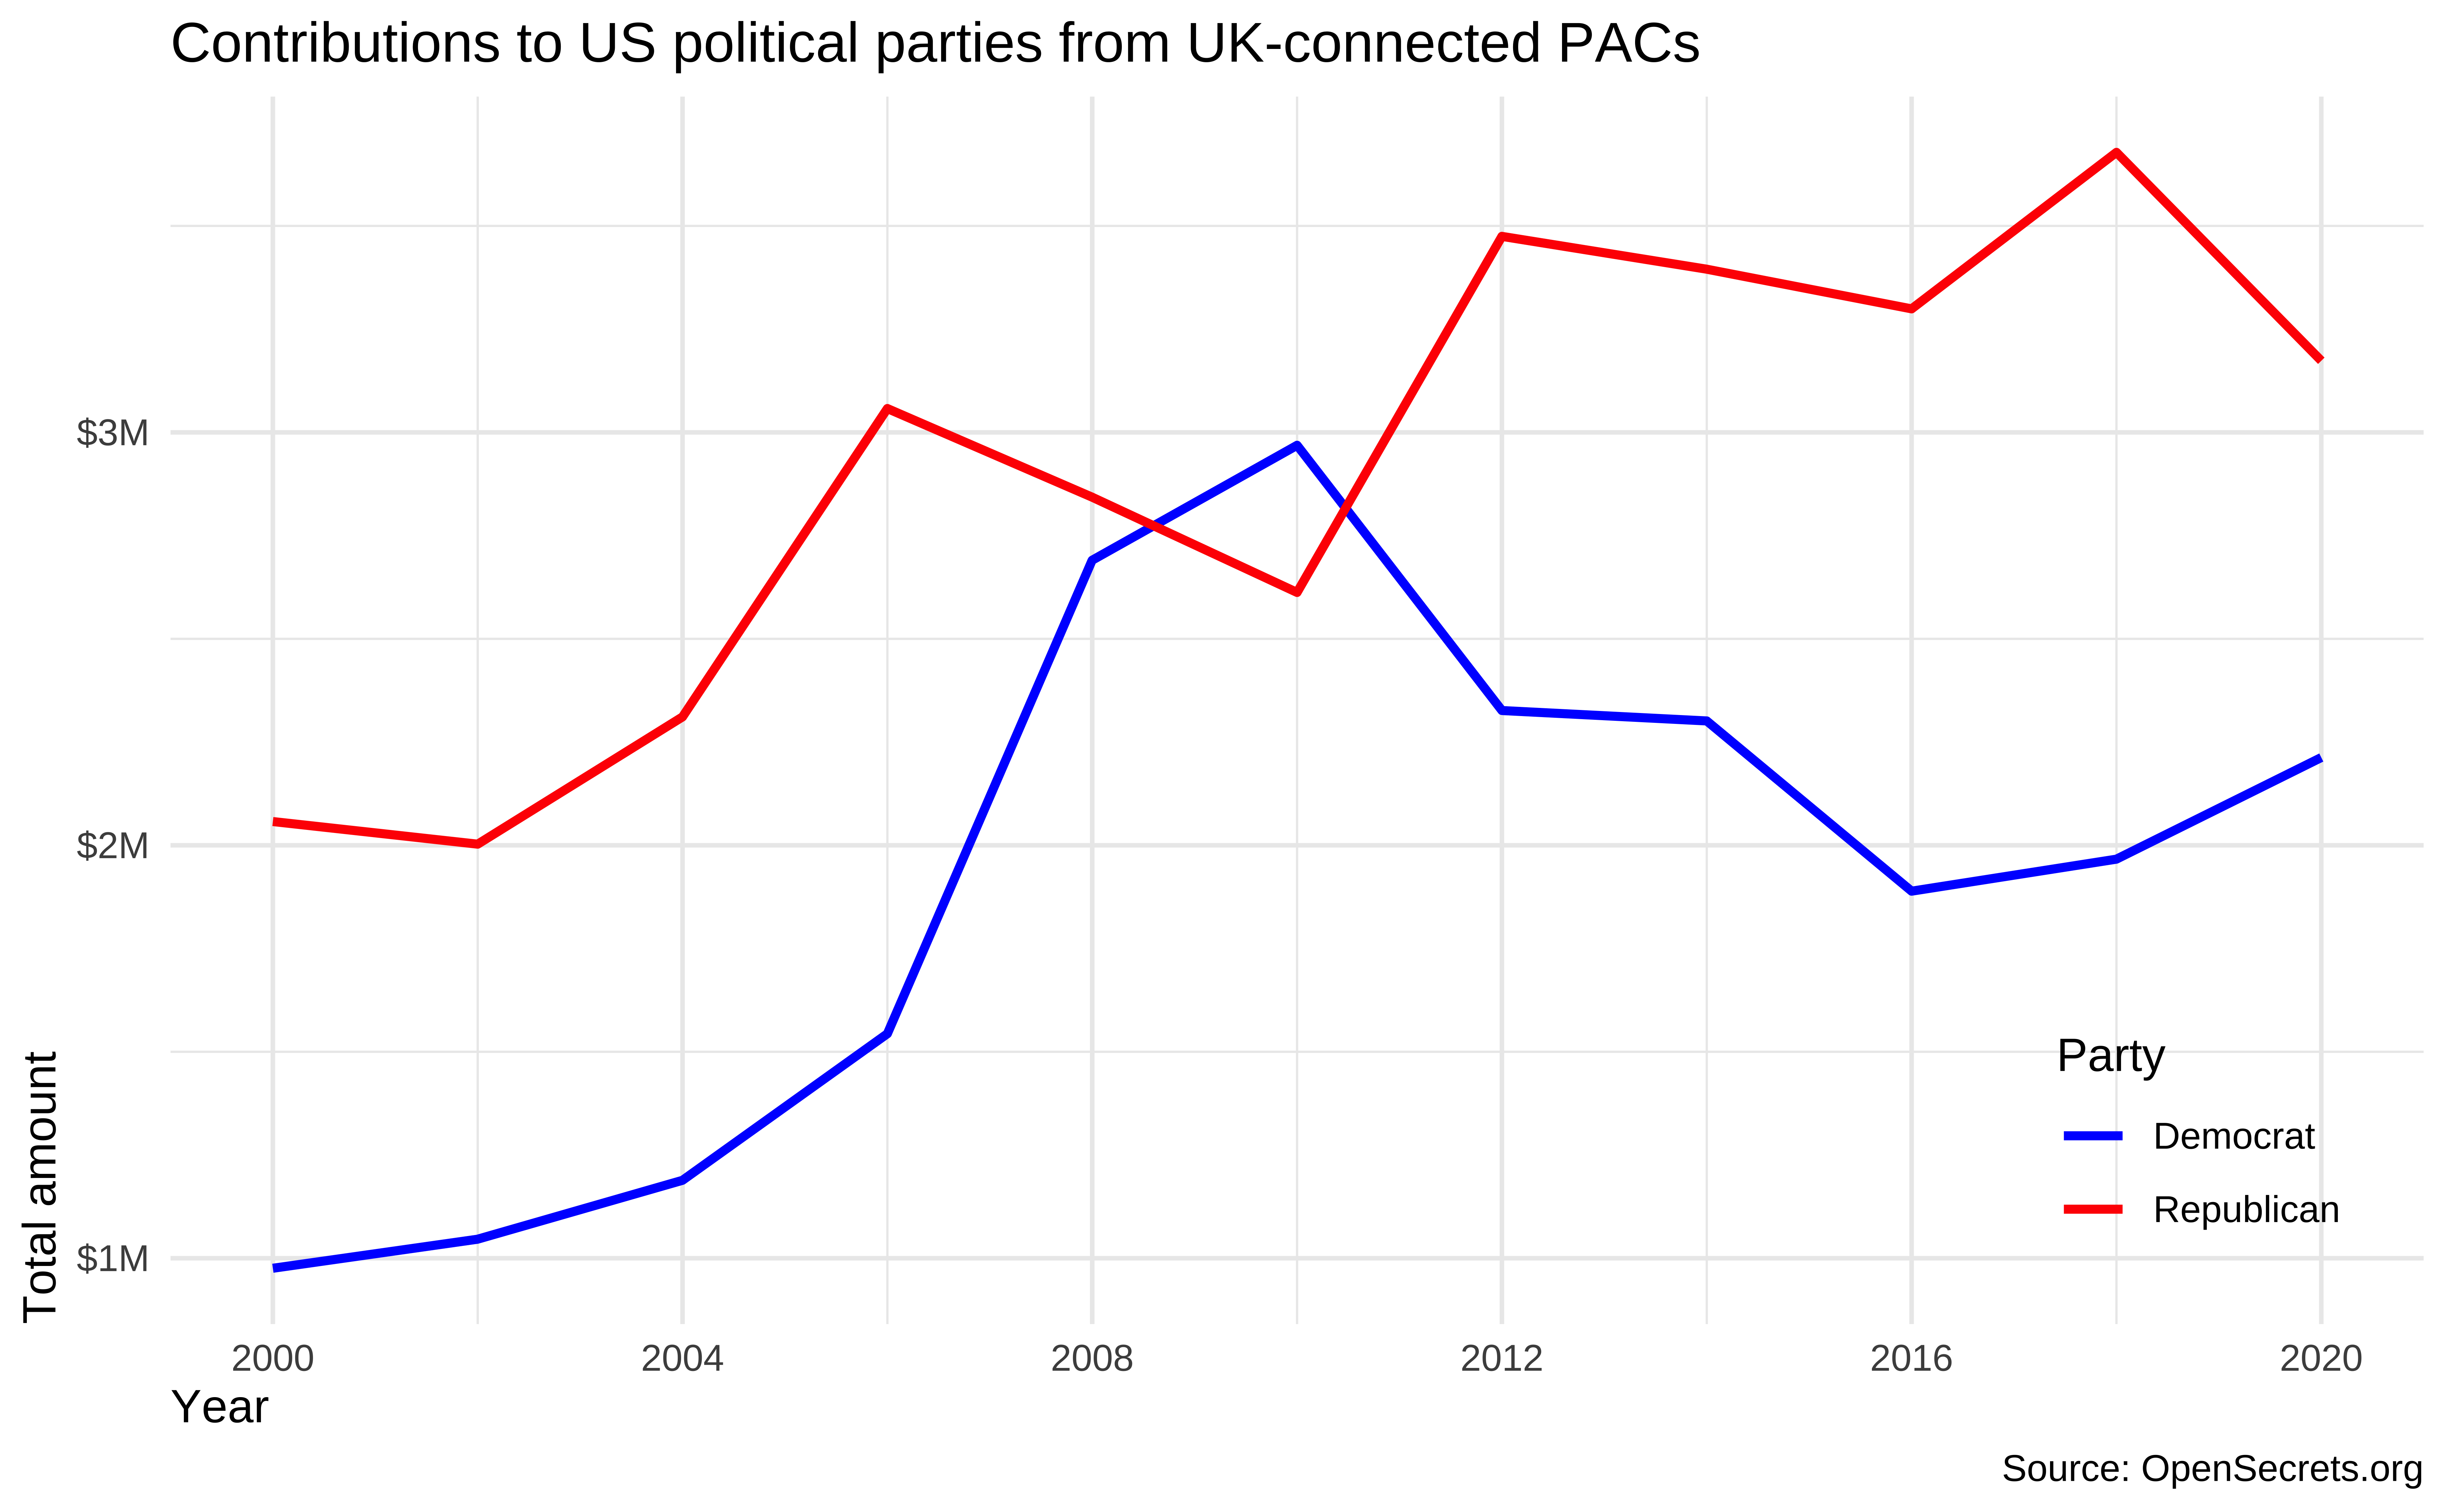 Contributions to US political parties from UK-connected PACs
$3M
$2M
$1M
Total amount
Party
Democrat
Republican
2000 2004 2008 2012 2016 2020
Year
Source: OpenSecrets.org